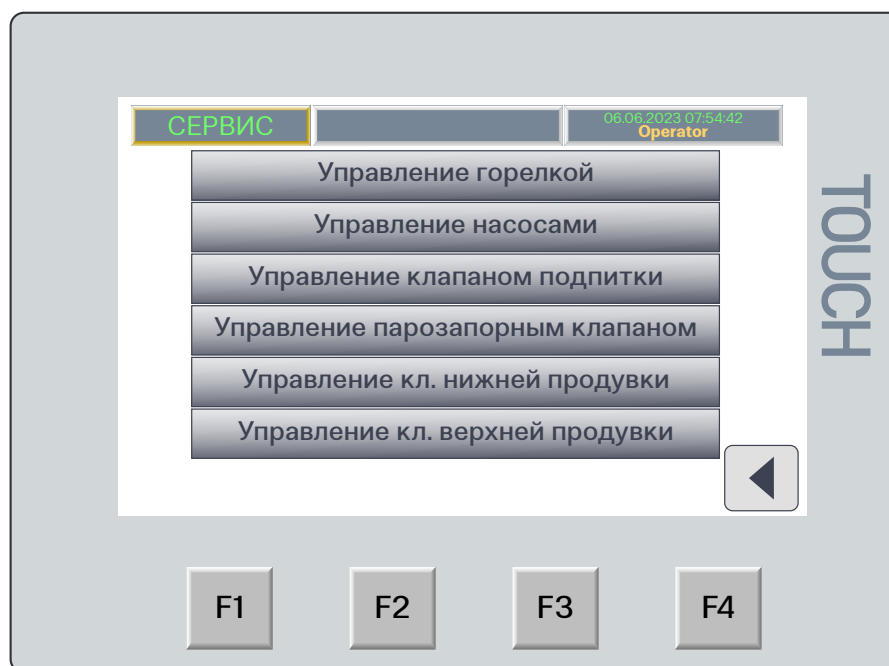 СЕРВИС
06.06.2023 07:54:42
Operator
Управление горелкой
Управление насосами
Управление клапаном подпитки
Управление парозапорным клапаном
Управление кл. нижней продувки
Управление кл. верхней продувки
TOUCH
F1 F2 F3 F4